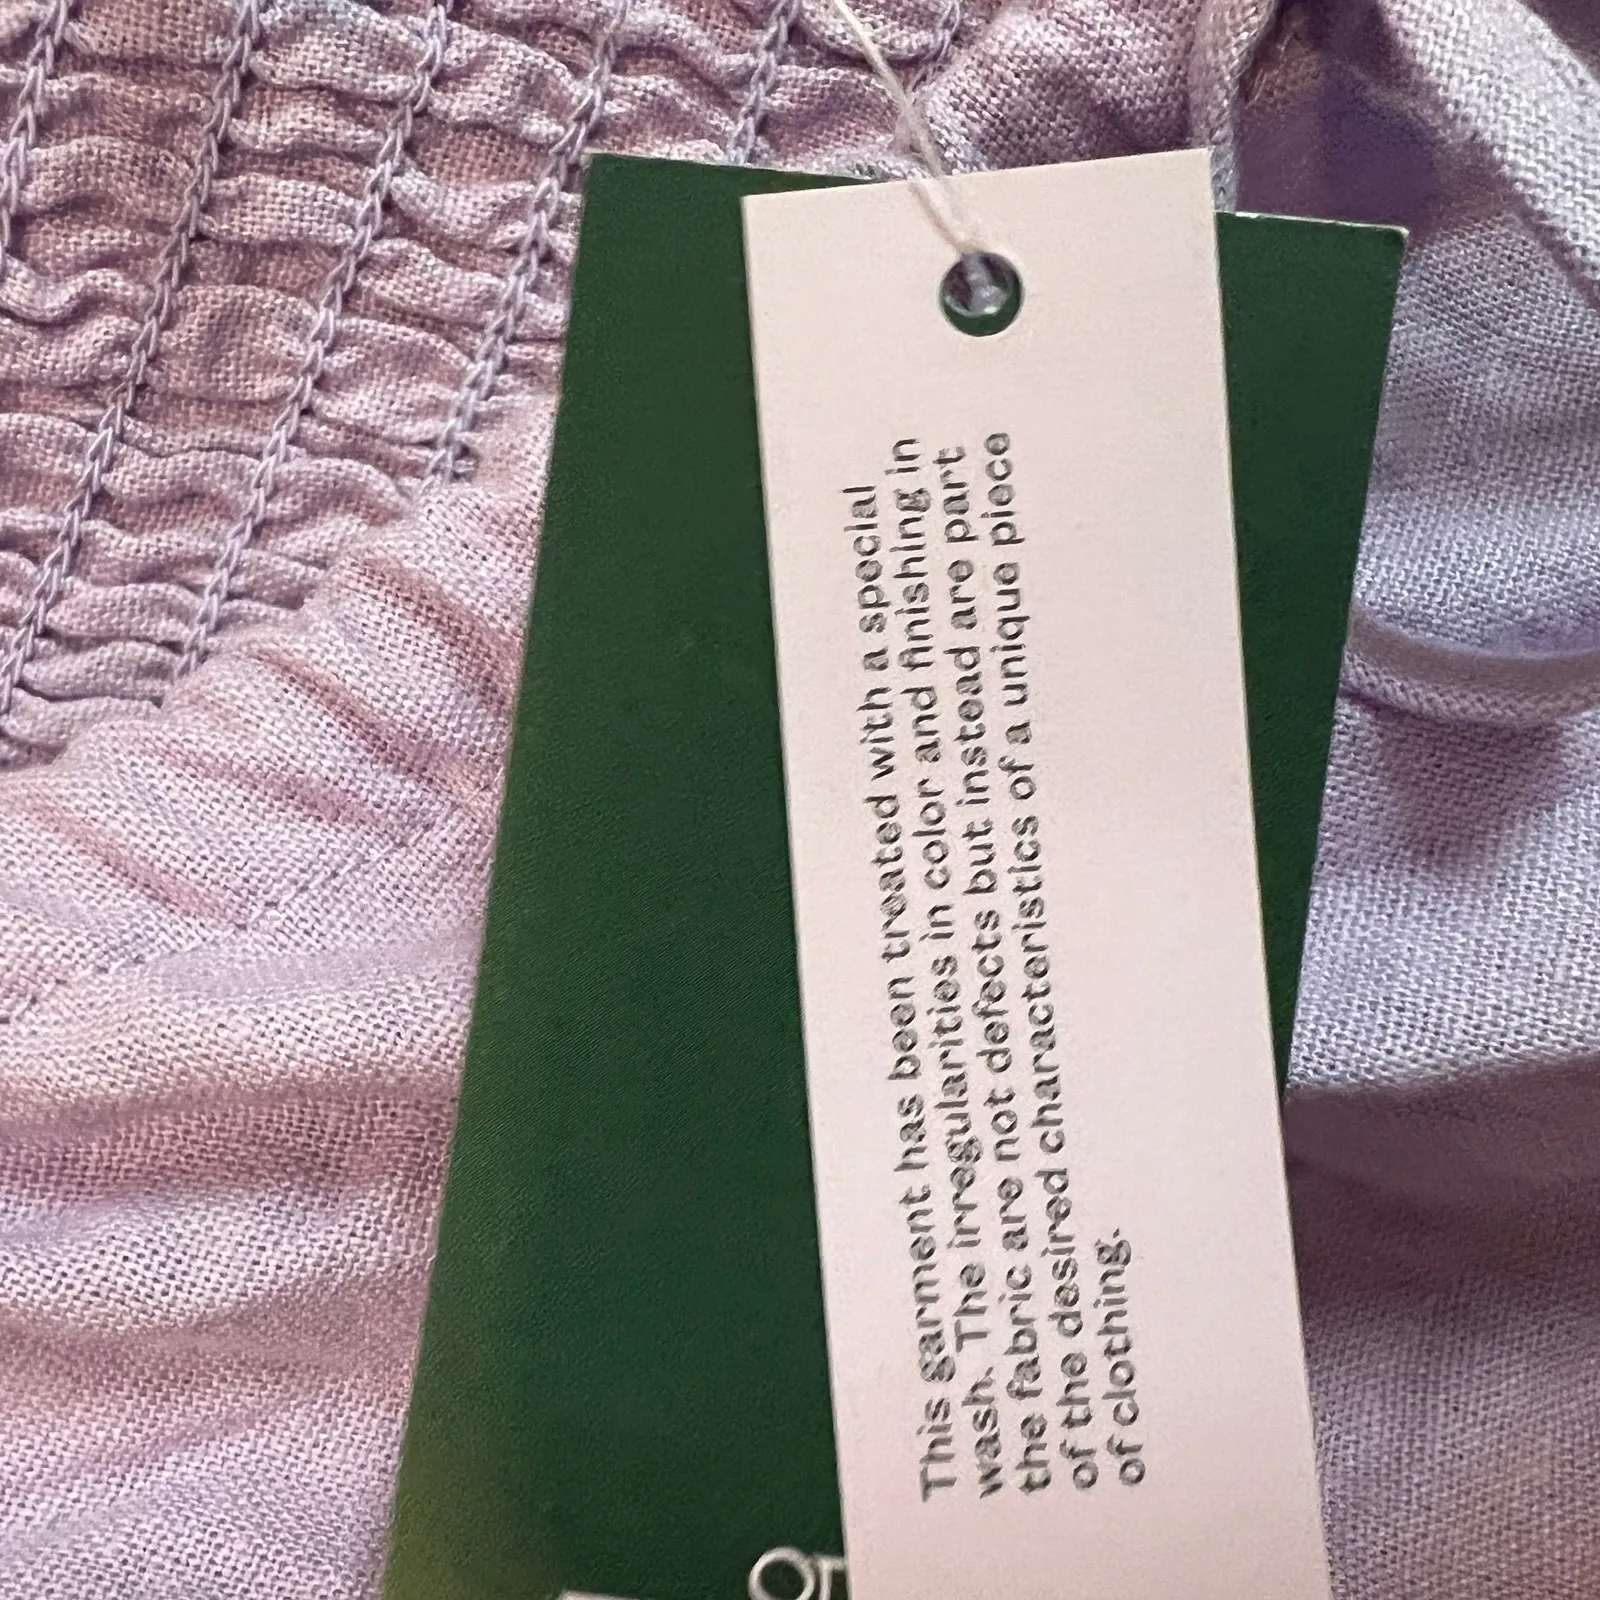 This garment has been treated with a special
wash. The irregularities in color and finishing in
the fabric are not defects but instead are part
of the desired characteristics of a unique piece
of clothing.